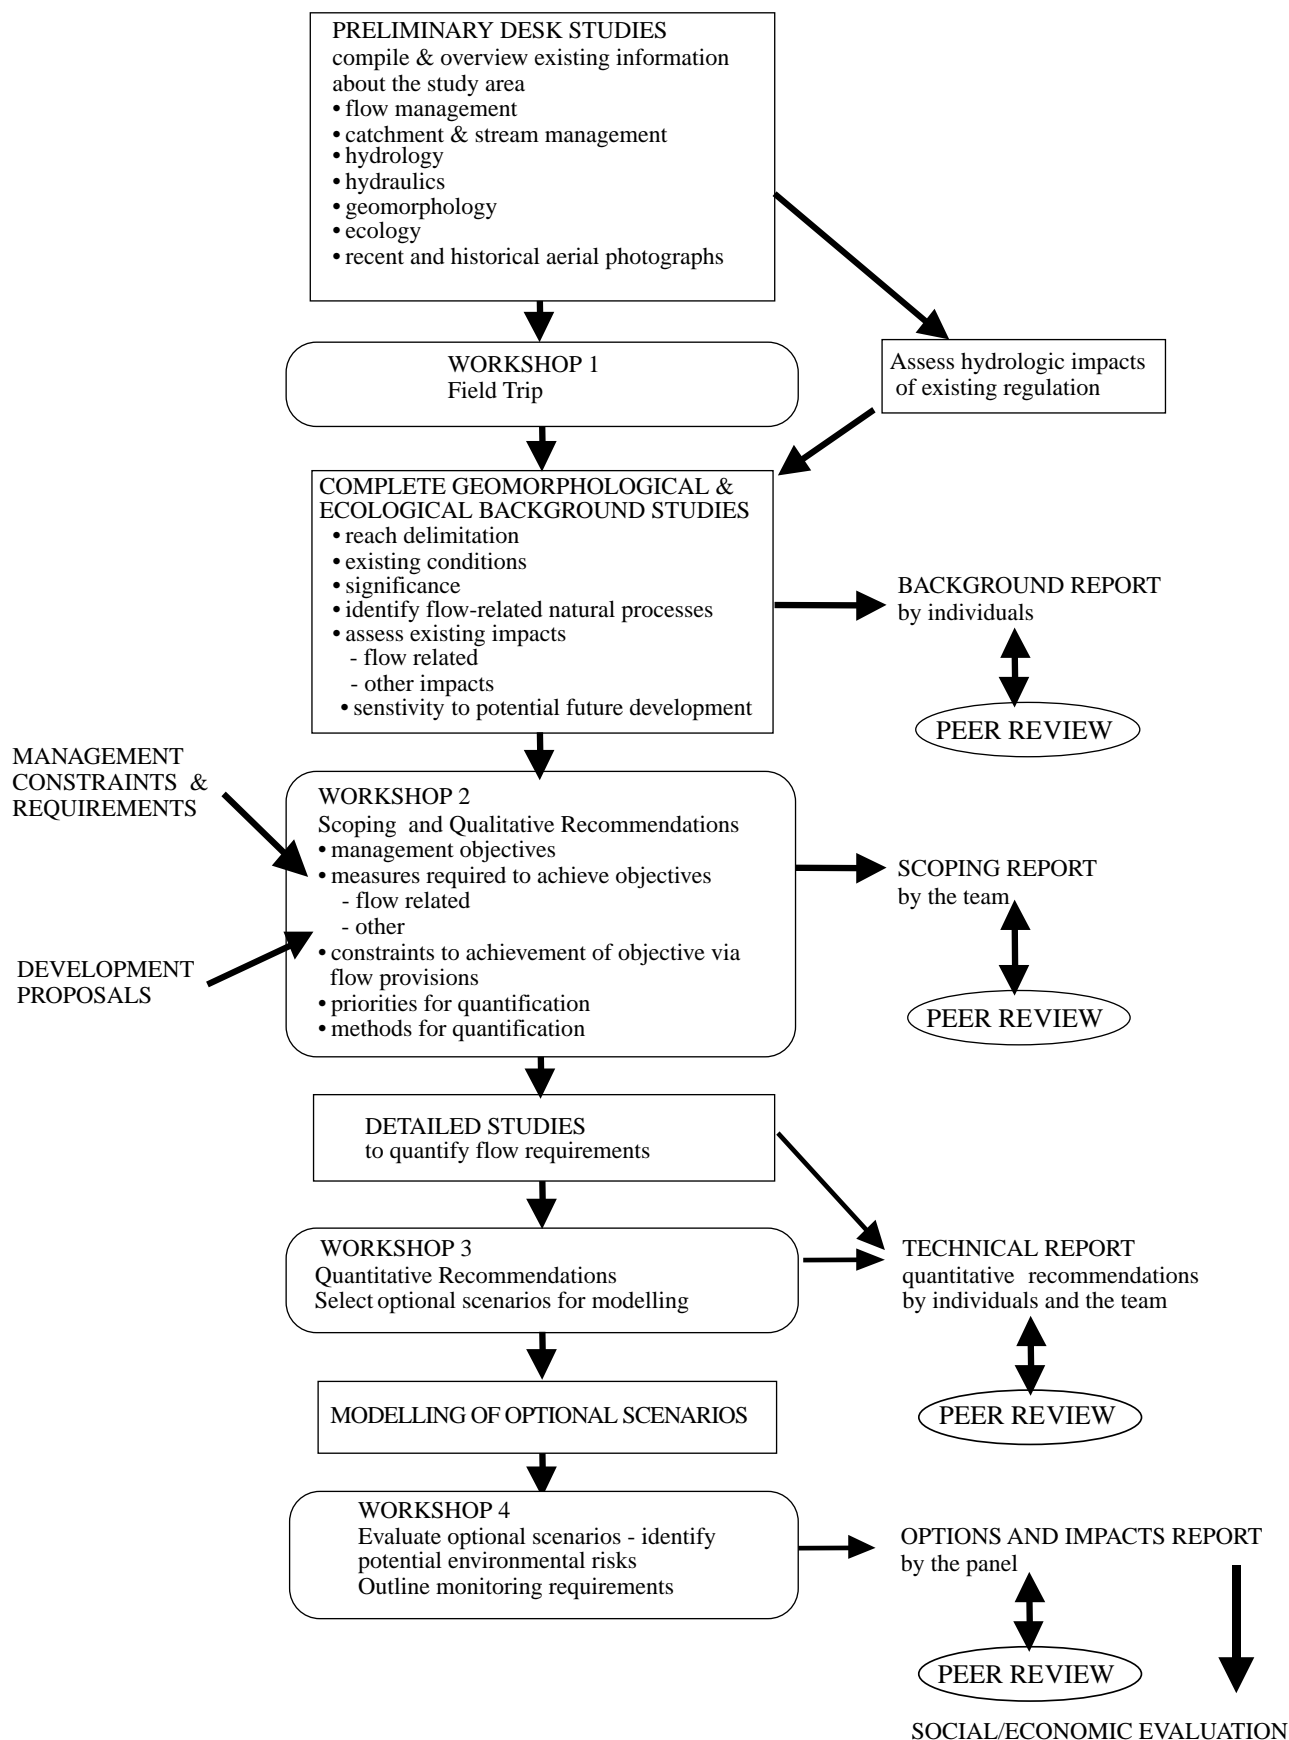 PRELIMINARY DESK STUDIES
compile & overview existing information
about the study area
• flow management
• catchment & stream management
• hydrology
• hydraulics
• geomorphology
• ecology
• recent and historical aerial photographs
WORKSHOP 1
Field Trip
Assess hydrologic impacts
of existing regulation
COMPLETE GEOMORPHOLOGICAL &
ECOLOGICAL BACKGROUND STUDIES
• reach delimitation
• existing conditions
• significance
• identify flow-related natural processes
• assess existing impacts
- flow related
- other impacts
• senstivity to potential future development
BACKGROUND REPORT
by individuals
PEER REVIEW
MANAGEMENT
CONSTRAINTS &
REQUIREMENTS
DEVELOPMENT
PROPOSALS
WORKSHOP 2
Scoping and Qualitative Recommendations
• management objectives
• measures required to achieve objectives
- flow related
- other
• constraints to achievement of objective via
flow provisions
• priorities for quantification
• methods for quantification
SCOPING REPORT
by the team
PEER REVIEW
DETAILED STUDIES
to quantify flow requirements
WORKSHOP 3
Quantitative Recommendations
Select optional scenarios for modelling
TECHNICAL REPORT
quantitative recommendations
by individuals and the team
PEER REVIEW
MODELLING OF OPTIONAL SCENARIOS
WORKSHOP 4
Evaluate optional scenarios - identify
potential environmental risks
Outline monitoring requirements
OPTIONS AND IMPACTS REPORT
by the panel
PEER REVIEW
SOCIAL/ECONOMIC EVALUATION